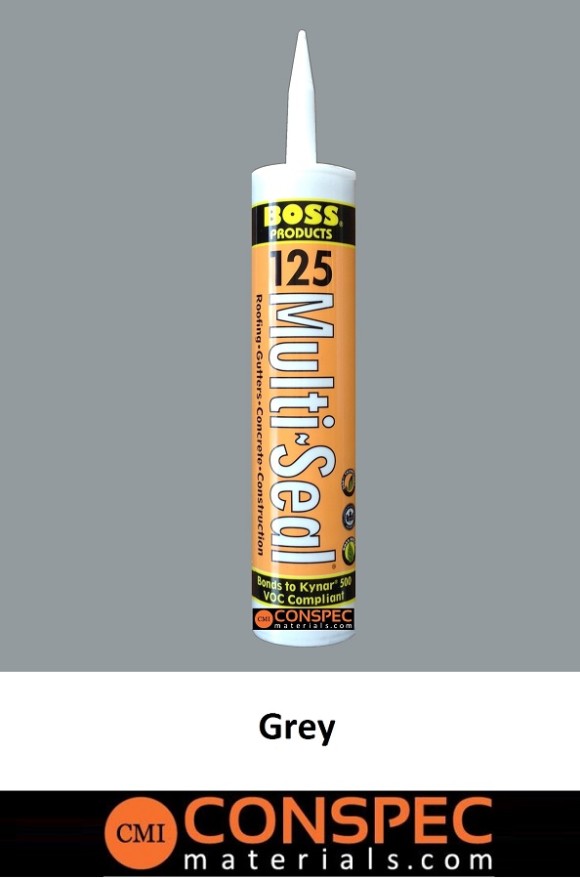 BOSS®
PRODUCTS
125
Multi~Seal®
Roofing•Gutters•Concrete•Construction
Bonds to Kynar® 500
VOC Compliant
CMI CONSPEC
materials.com
Grey
CMI CONSPEC
materials.com